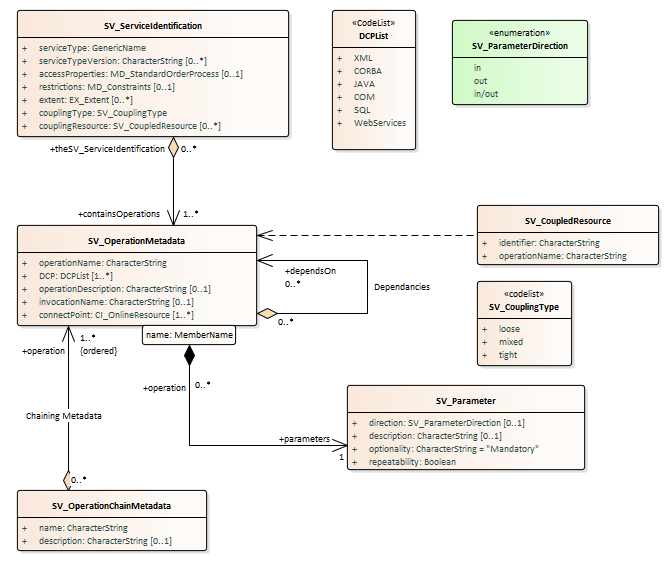 SV_ServiceIdentification
+ serviceType: GenericName
+ serviceTypeVersion: CharacterString [0..*]
+ accessProperties: MD_StandardOrderProcess [0..1]
+ restrictions: MD_Constraints [0..1]
+ extent: EX_Extent [0..*]
+ couplingType: SV_CouplingType
+ couplingResource: SV_CoupledResource [0..*]
«CodeList»
DCPList
+ XML
+ CORBA
+ JAVA
+ COM
+ SQL
+ WebServices
«enumeration»
SV_ParameterDirection
in
out
in/out
+theSV_ServiceIdentification
0..*
+containsOperations
1..*
SV_OperationMetadata
+ operationName: CharacterString
+ DCP: DCPList [1..*]
+ operationDescription: CharacterString [0..1]
+ invocationName: CharacterString [0..1]
+ connectPoint: CI_OnlineResource [1..*]
name: MemberName
+dependsOn
0..*
Dependancies
0..*
SV_CoupledResource
+ identifier: CharacterString
+ operationName: CharacterString
«codelist»
SV_CouplingType
+ loose
+ mixed
+ tight
+operation
1..*
{ordered}
Chaining Metadata
0..*
+operation
0..*
+parameters
1
SV_Parameter
+ direction: SV_ParameterDirection [0..1]
+ description: CharacterString [0..1]
+ optionality: CharacterString = "Mandatory"
+ repeatability: Boolean
SV_OperationChainMetadata
+ name: CharacterString
+ description: CharacterString [0..1]